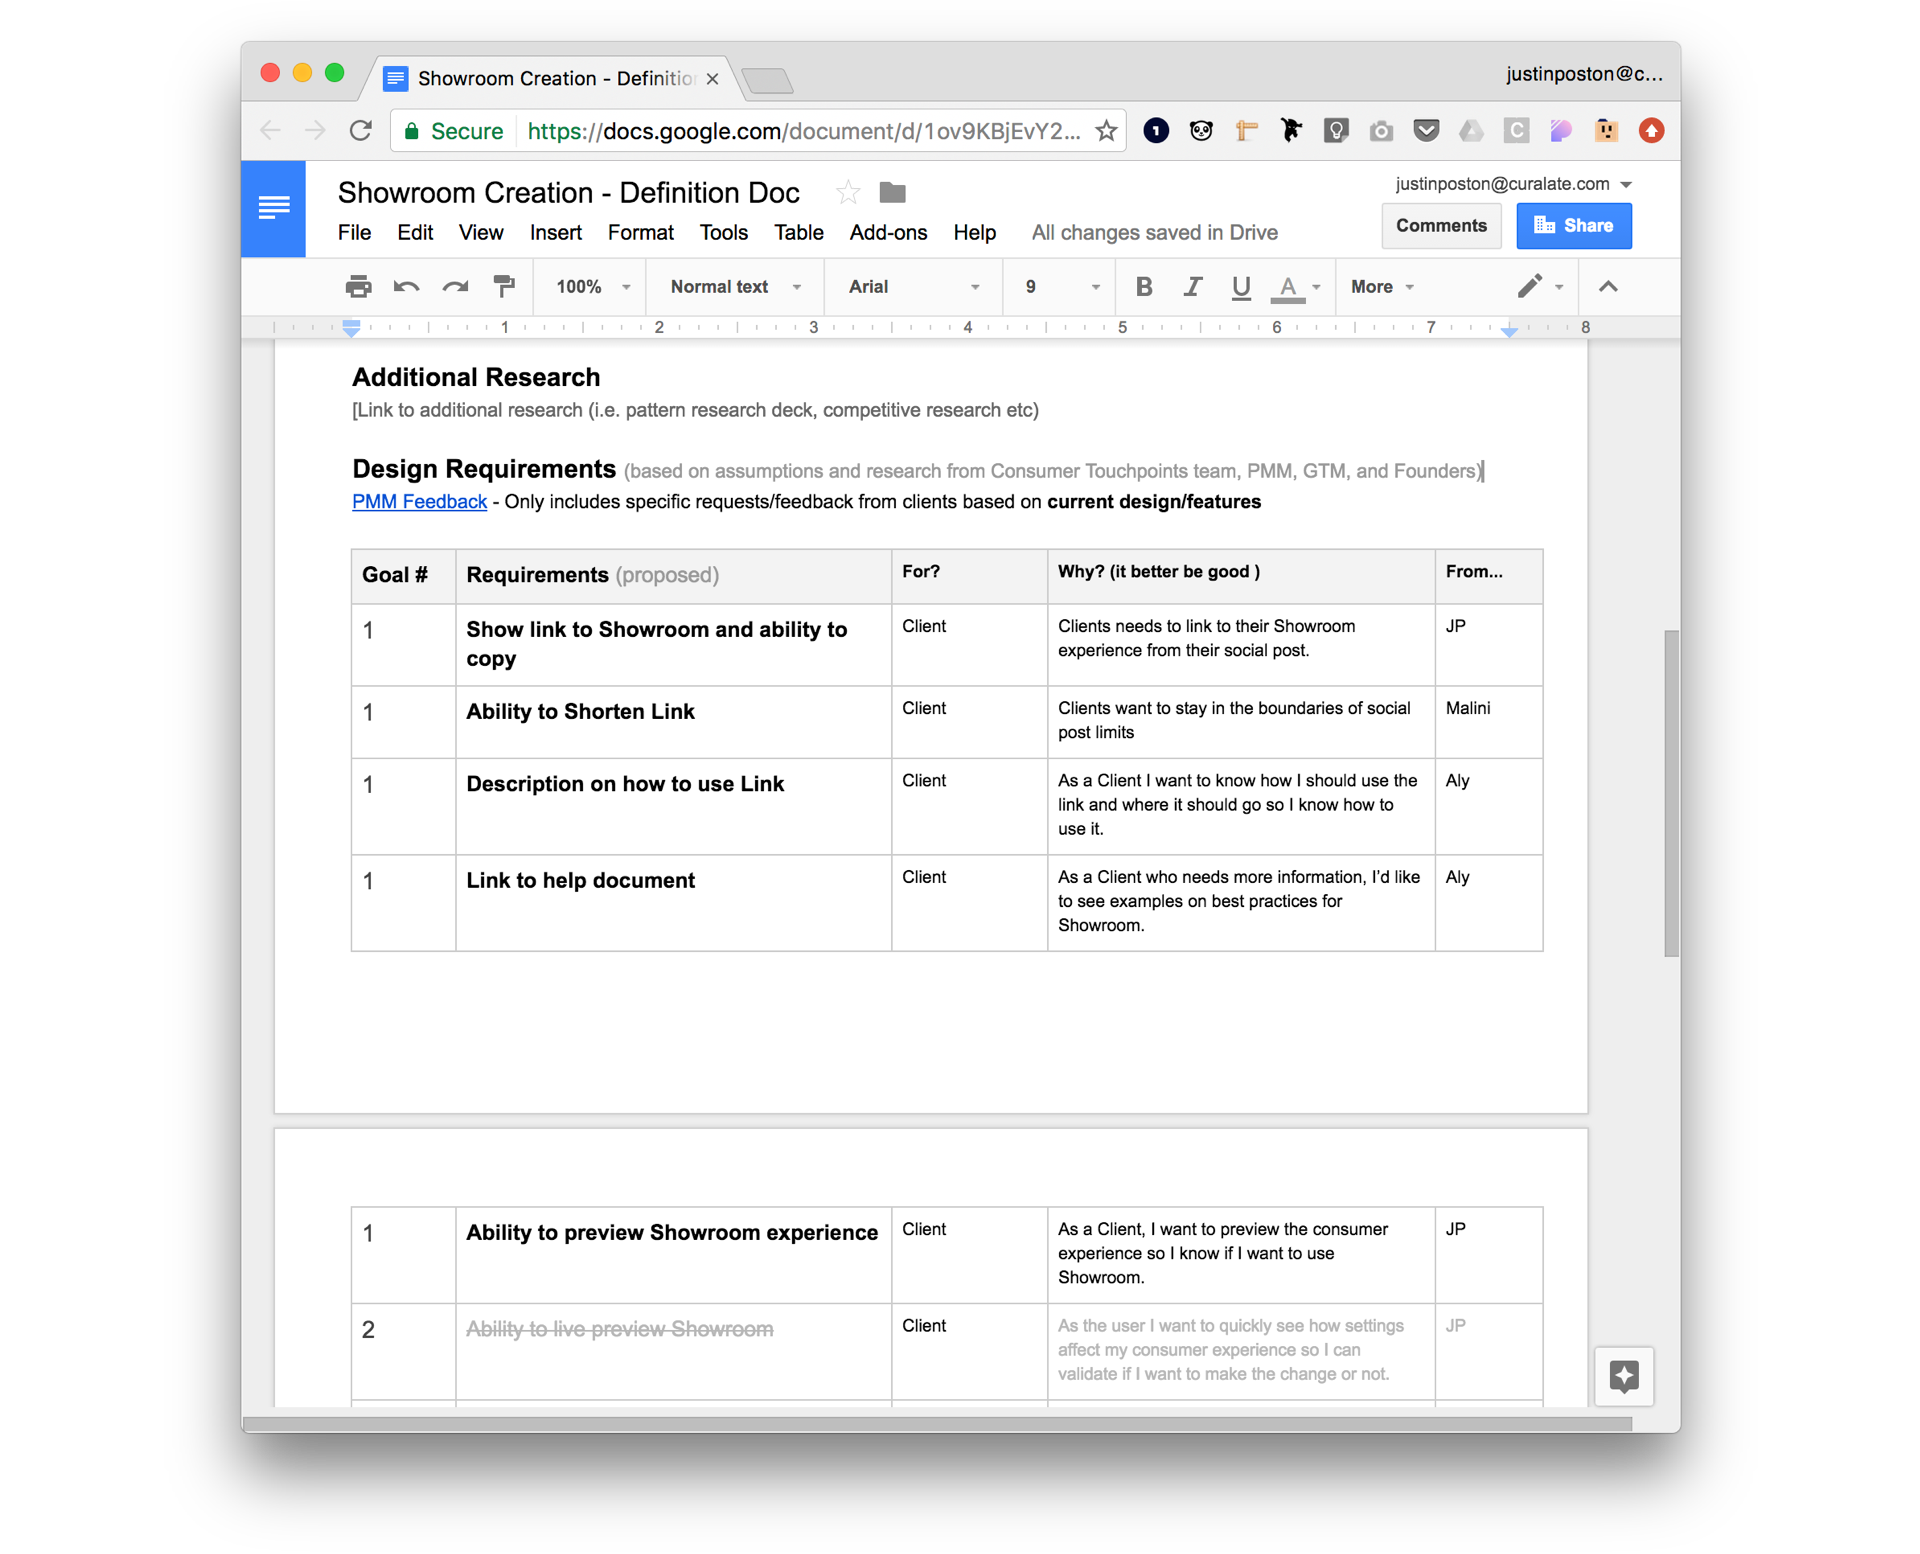 Showroom Creation - Definition
justinposton@c...
Secure https://docs.google.com/document/d/1ov9KBjEvY2...
Showroom Creation - Definition Doc
justinposton@curalate.com
File Edit View Insert Format Tools Table Add-ons Help All changes saved in Drive
Comments Share
100% Normal text Arial 9 B I U A More
1 2 3 4 5 6 7 8
Additional Research
[Link to additional research (i.e. pattern research deck, competitive research etc)
Design Requirements (based on assumptions and research from Consumer Touchpoints team, PMM, GTM, and Founders)
PMM Feedback - Only includes specific requests/feedback from clients based on current design/features
Goal # Requirements (proposed) For? Why? (it better be good ) From...
1 Show link to Showroom and ability to copy Client Clients needs to link to their Showroom experience from their social post. JP
1 Ability to Shorten Link Client Clients want to stay in the boundaries of social post limits Malini
1 Description on how to use Link Client As a Client I want to know how I should use the link and where it should go so I know how to use it. Aly
1 Link to help document Client As a Client who needs more information, I'd like to see examples on best practices for Showroom. Aly
1 Ability to preview Showroom experience Client As a Client, I want to preview the consumer experience so I know if I want to use Showroom. JP
2 Ability to live preview Showroom Client As the user I want to quickly see how settings affect my consumer experience so I can validate if I want to make the change or not. JP